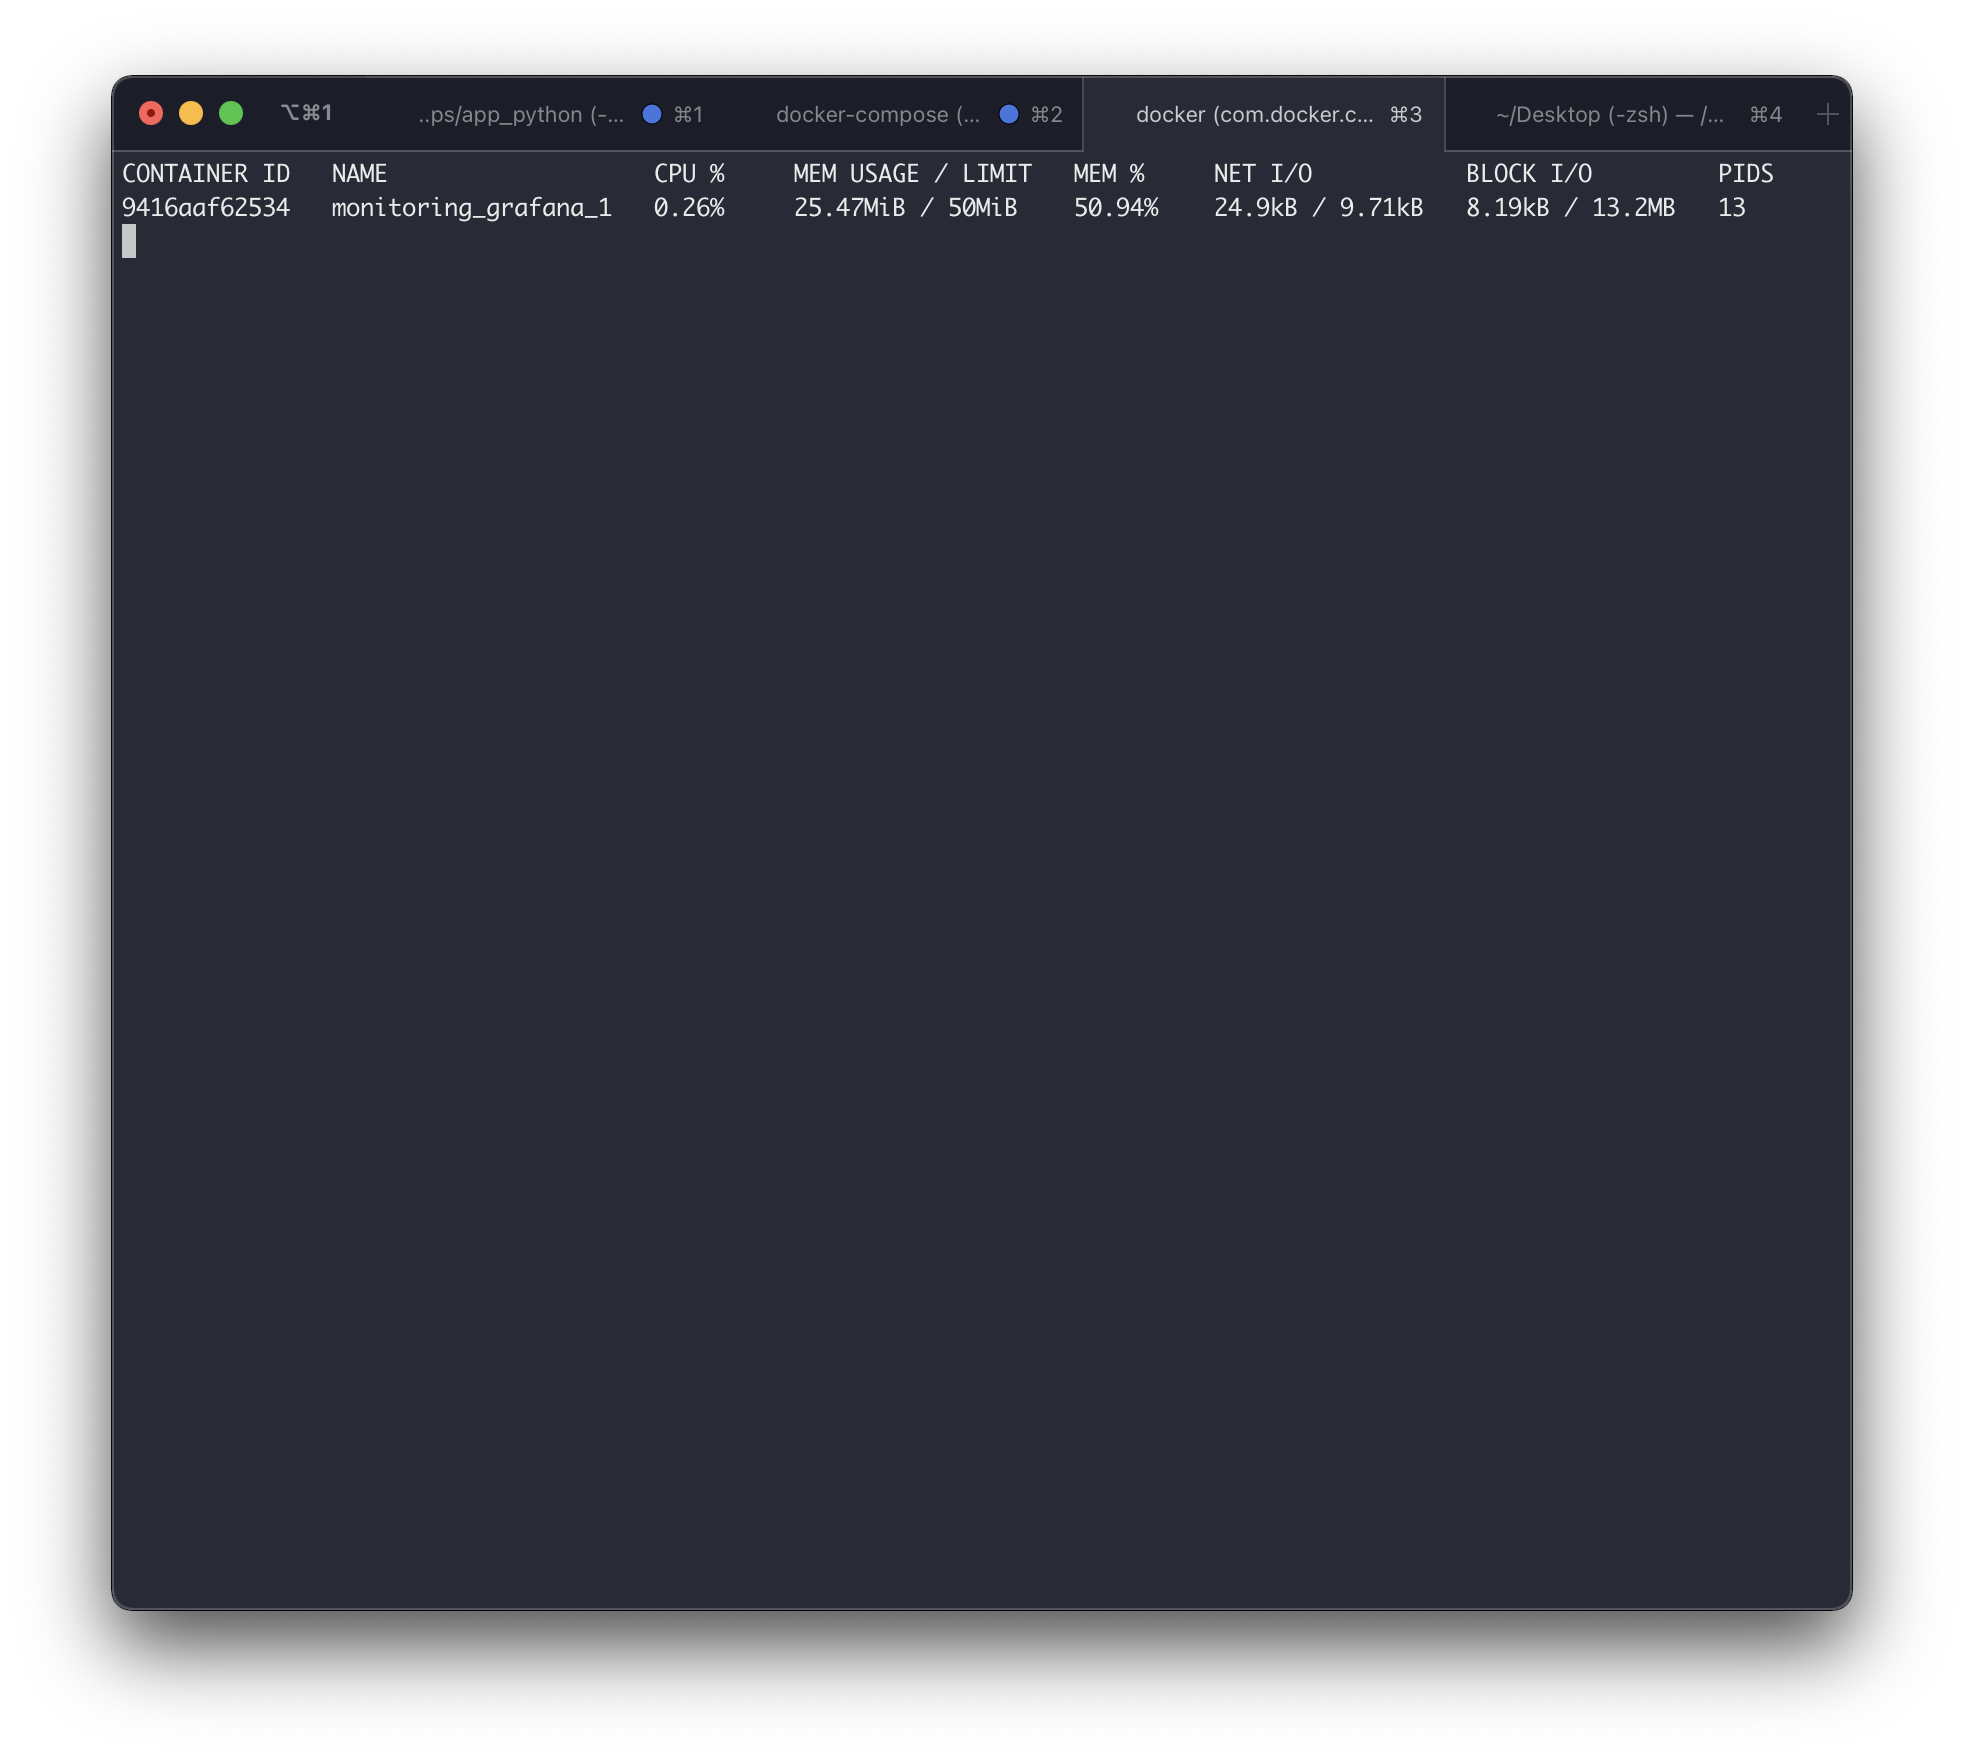 ⌥⌘1 ..ps/app_python (-... ⌘1 docker-compose (... ⌘2 docker (com.docker.c... ⌘3 ~/Desktop (-zsh) — /... ⌘4 +
CONTAINER ID NAME CPU % MEM USAGE / LIMIT MEM % NET I/O BLOCK I/O PIDS
9416aaf62534 monitoring_grafana_1 0.26% 25.47MiB / 50MiB 50.94% 24.9kB / 9.71kB 8.19kB / 13.2MB 13